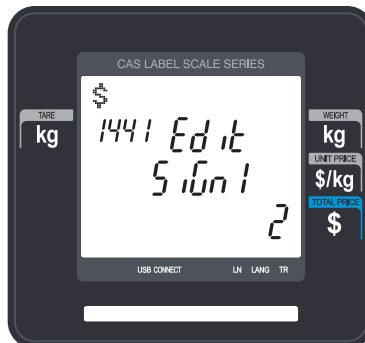 CAS LABEL SCALE SERIES
$
TARE
kg
1441 Edit
SiGn1
2
WEIGHT
kg
UNIT PRICE
$/kg
TOTAL PRICE
$
USB CONNECT LN LANG TR